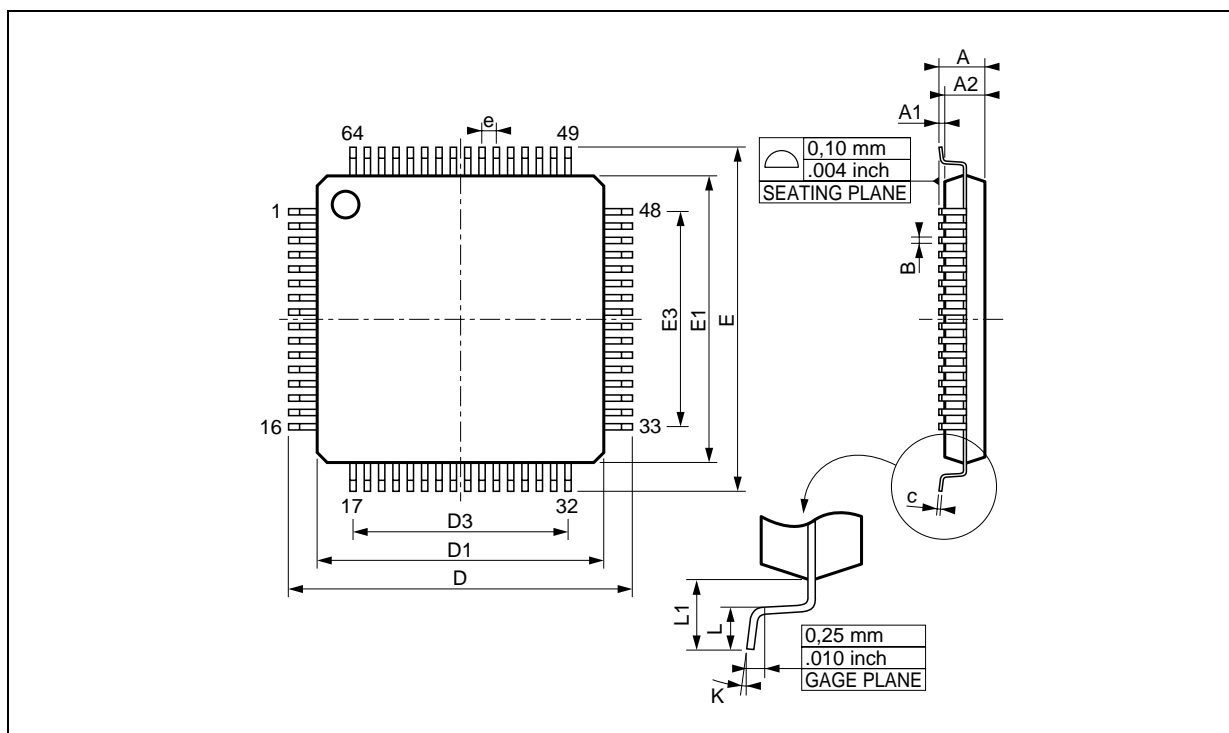 A
A2
A1
64
e
49
0,10 mm
.004 inch
SEATING PLANE
1
48
B
E3
E1
E
16
33
17
32
c
D3
D1
D
L1
L
0,25 mm
.010 inch
GAGE PLANE
K